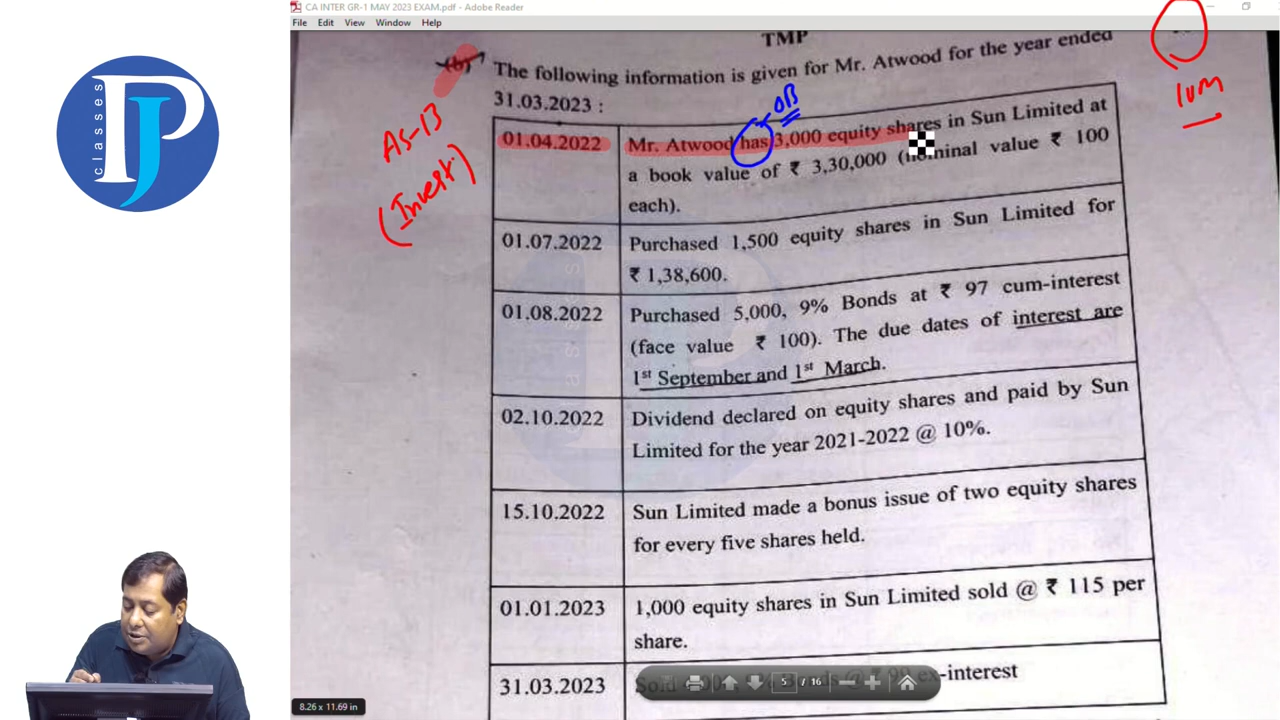 CA INTER GR-1 MAY 2023 EXAM.pdf - Adobe Reader
File Edit View Window Help
classes
PJ
TMP
(b) The following information is given for Mr. Atwood for the year ended
31.03.2023 :
OB
10M
AS-13
(Invest.)
01.04.2022 Mr. Atwood has 3,000 equity shares in Sun Limited at
a book value of ₹ 3,30,000 (nominal value ₹ 100
each).
01.07.2022 Purchased 1,500 equity shares in Sun Limited for
₹ 1,38,600.
01.08.2022 Purchased 5,000, 9% Bonds at ₹ 97 cum-interest
(face value ₹ 100). The due dates of interest are
1st September and 1st March.
02.10.2022 Dividend declared on equity shares and paid by Sun
Limited for the year 2021-2022 @ 10%.
15.10.2022 Sun Limited made a bonus issue of two equity shares
for every five shares held.
01.01.2023 1,000 equity shares in Sun Limited sold @ ₹ 115 per
share.
31.03.2023 Sold ex-interest
5 / 16
8.26 x 11.69 in